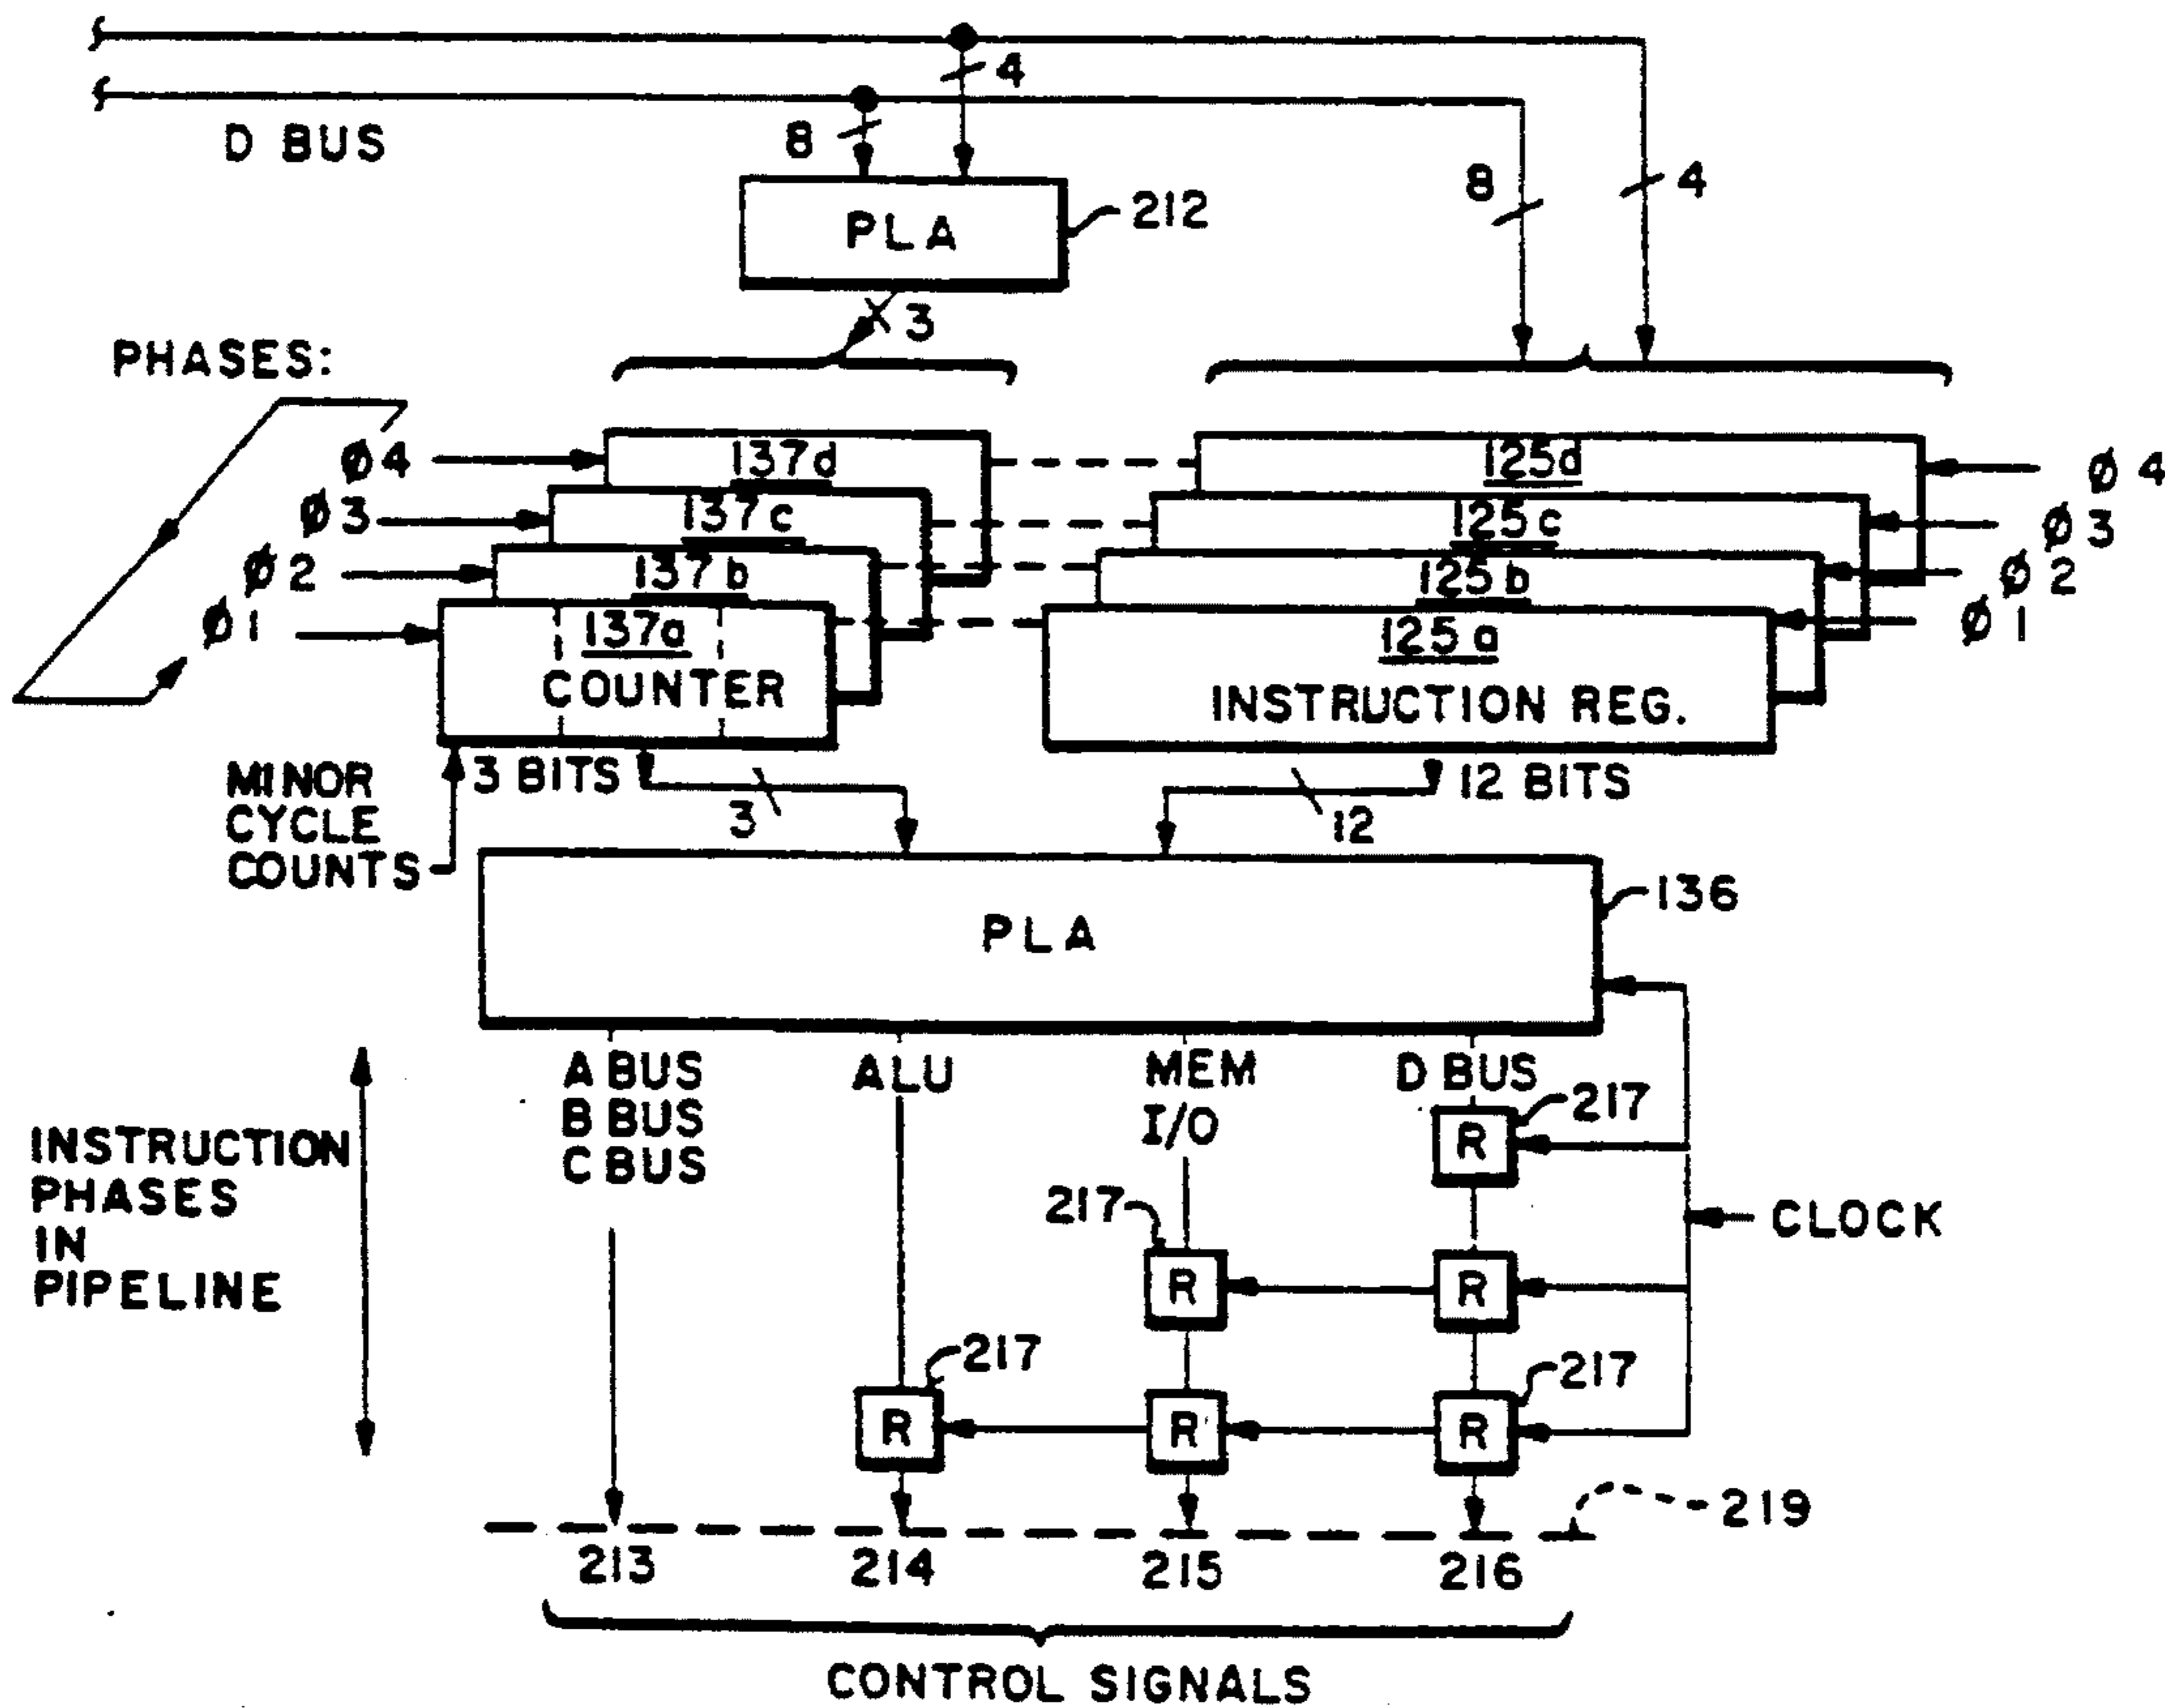 4
D BUS
8
8
4
PLA
212
3
PHASES:
ø4
137d
125d
ø4
ø3
137c
125c
ø3
ø2
137b
125b
ø2
ø1
137a
125a
ø1
COUNTER
INSTRUCTION REG.
3 BITS
12 BITS
MINOR
CYCLE
COUNTS
3
12
PLA
136
A BUS
B BUS
C BUS
ALU
MEM
I/O
D BUS
217
R
INSTRUCTION
PHASES
IN
PIPELINE
217
CLOCK
R
R
217
217
R
R
R
219
213
214
215
216
CONTROL SIGNALS